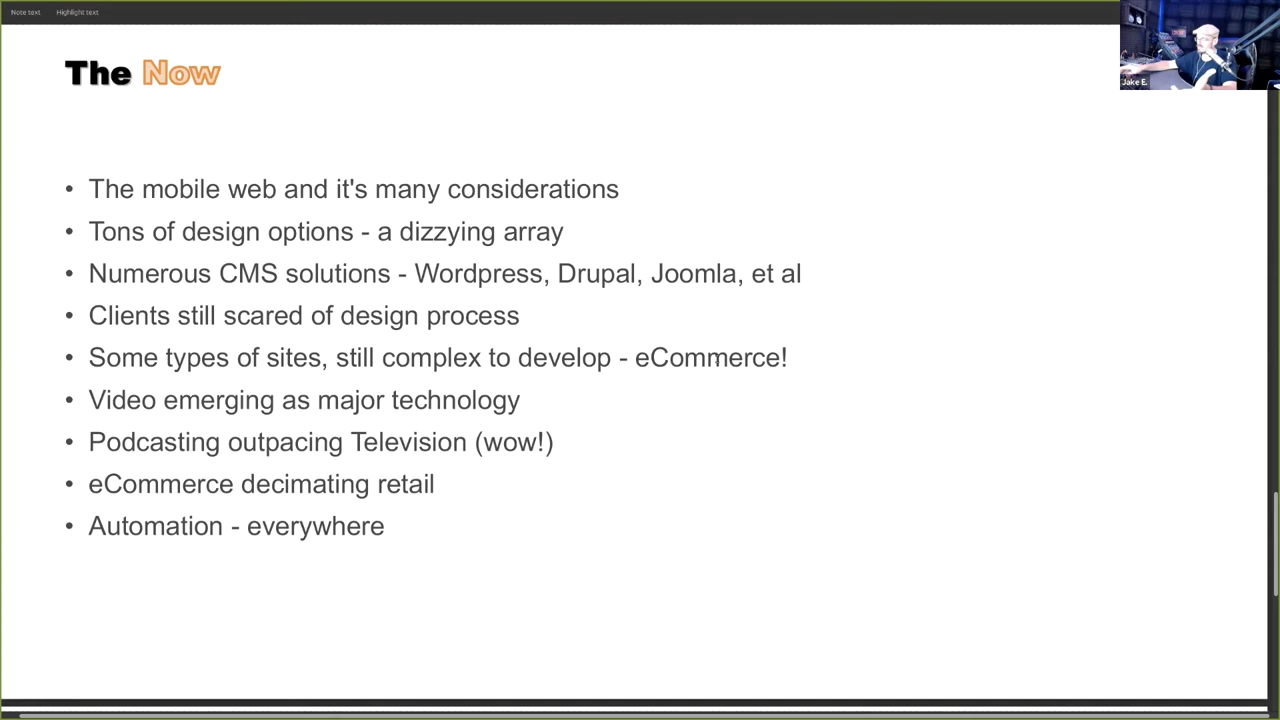 Note text Highlight text
Jake E.
The Now
• The mobile web and it's many considerations
• Tons of design options - a dizzying array
• Numerous CMS solutions - Wordpress, Drupal, Joomla, et al
• Clients still scared of design process
• Some types of sites, still complex to develop - eCommerce!
• Video emerging as major technology
• Podcasting outpacing Television (wow!)
• eCommerce decimating retail
• Automation - everywhere